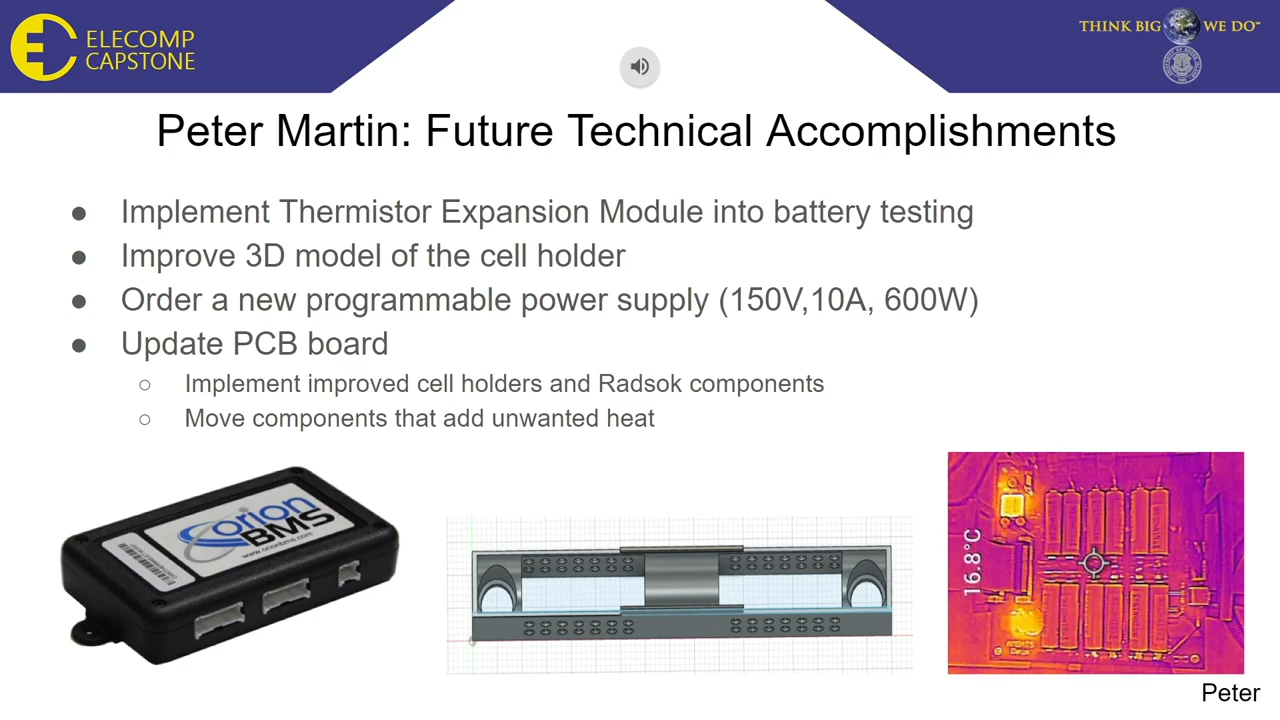 ELECOMP
CAPSTONE
THINK BIG WE DO™
Peter Martin: Future Technical Accomplishments
● Implement Thermistor Expansion Module into battery testing
● Improve 3D model of the cell holder
● Order a new programmable power supply (150V,10A, 600W)
● Update PCB board
○ Implement improved cell holders and Radsok components
○ Move components that add unwanted heat
orion
BMS
www.orionbms.com
16.8°C
Peter